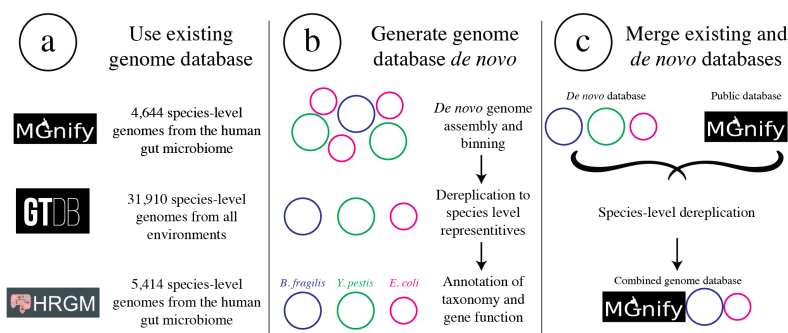 a
Use existing
genome database
MGnify
4,644 species-level
genomes from the human
gut microbiome
GTDB
31,910 species-level
genomes from all
environments
HRGM
5,414 species-level
genomes from the human
gut microbiome
b
Generate genome
database de novo
De novo genome
assembly and
binning
Dereplication to
species level
representitives
B. fragilis Y. pestis E. coli
Annotation of
taxonomy and
gene function
c
Merge existing and
de novo databases
De novo database
Public database
MGnify
Species-level dereplication
Combined genome database
MGnify